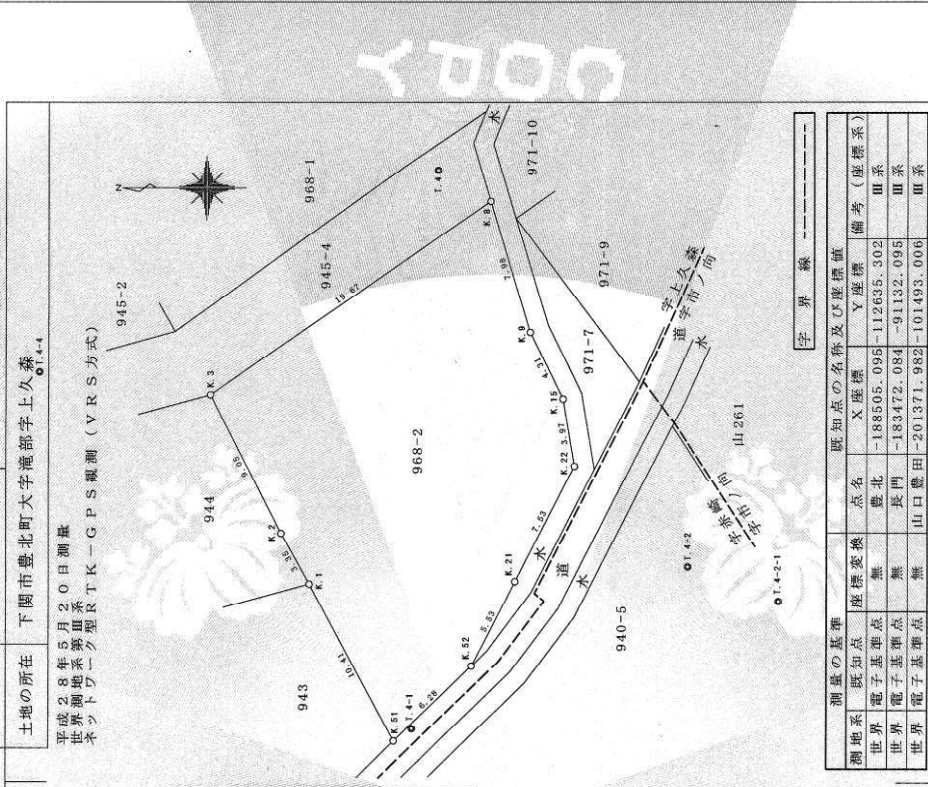 土地の所在 下関市豊北町大字滝部字上久森
T.4-4
平成28年5月20日測量
世界測地系第Ⅲ系
ネットワーク型RTK-GPS観測(VRS方式)
COPY
N
945-2
968-1
945-4
T.4
K.3
19.67
944
9.05
K.2
3.35
K.1
968-2
水
971-10
K.8
7.98
K.9
4.31
K.15
3.97
K.22
971-9
971-7
943
10.41
7.53
K.21
5.53
K.52
6.28
K.51
T.4-1
水
道
水
940-5
字上久森
字市ノ向
道
水
山261
字赤崎
字市ノ向
T.4-2
T.4-2-1
字界線
測量の基準 既知点の名称及び座標値
測地系 既知点 座標変換 点名 X座標 Y座標 備考(座標系)
世界 電子基準点 無 豊北 -188505.095 -112635.302 Ⅲ系
世界 電子基準点 無 長門 -183472.084 -91132.095 Ⅲ系
世界 電子基準点 無 山口豊田 -201371.982 -101493.006 Ⅲ系